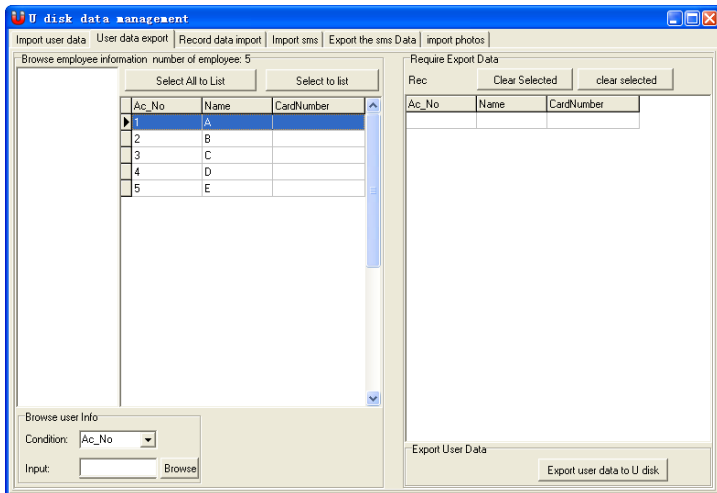 U disk data management
Import user data User data export Record data import Import sms Export the sms Data import photos
Browse employee information number of employee: 5
Select All to List Select to list
Ac_No Name CardNumber
1 A
2 B
3 C
4 D
5 E
Browse user Info
Condition: Ac_No
Input: Browse
Require Export Data
Rec Clear Selected clear selected
Ac_No Name CardNumber
Export User Data
Export user data to U disk